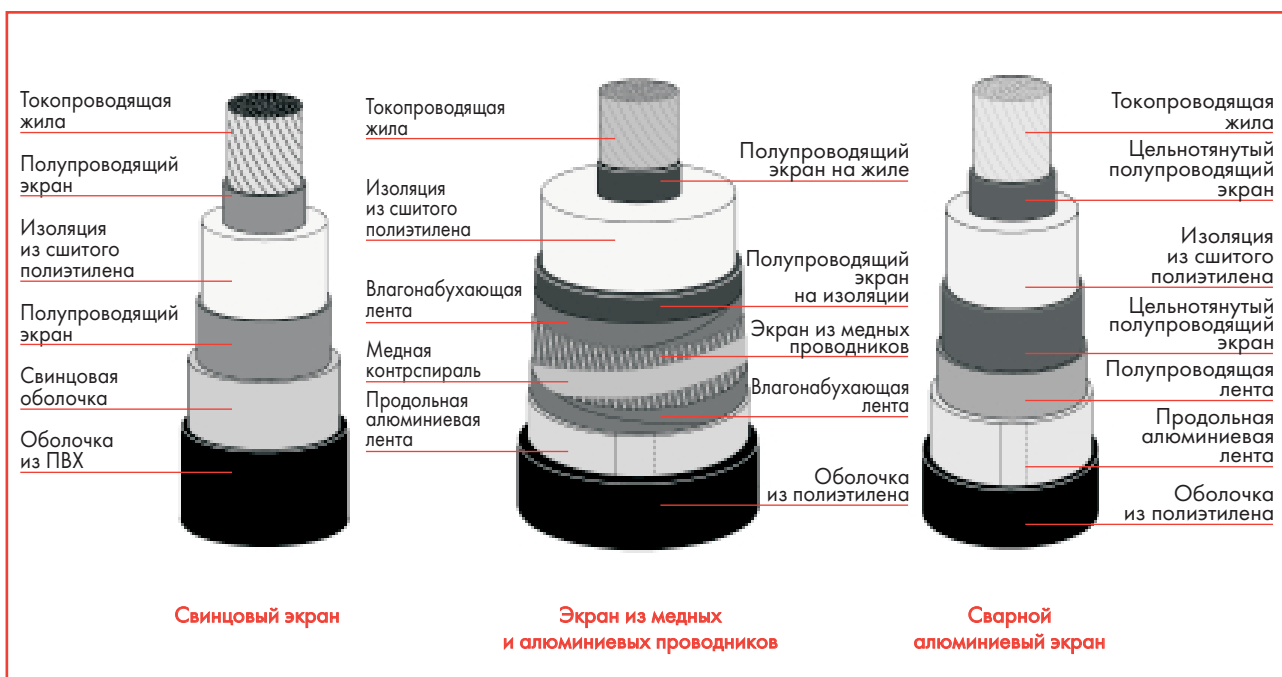 Токопроводящая
жила
Полупроводящий
экран
Изоляция
из сшитого
полиэтилена
Полупроводящий
экран
Свинцовая
оболочка
Оболочка
из ПВХ
Свинцовый экран
Токопроводящая
жила
Изоляция
из сшитого
полиэтилена
Влагонабухающая
лента
Медная
контрспираль
Продольная
алюминиевая
лента
Полупроводящий
экран на жиле
Полупроводящий
экран
на изоляции
Экран из медных
проводников
Влагонабухающая
лента
Оболочка
из полиэтилена
Экран из медных
и алюминиевых проводников
Токопроводящая
жила
Цельнотянутый
полупроводящий
экран
Изоляция
из сшитого
полиэтилена
Цельнотянутый
полупроводящий
экран
Полупроводящая
лента
Продольная
алюминиевая
лента
Оболочка
из полиэтилена
Сварной
алюминиевый экран